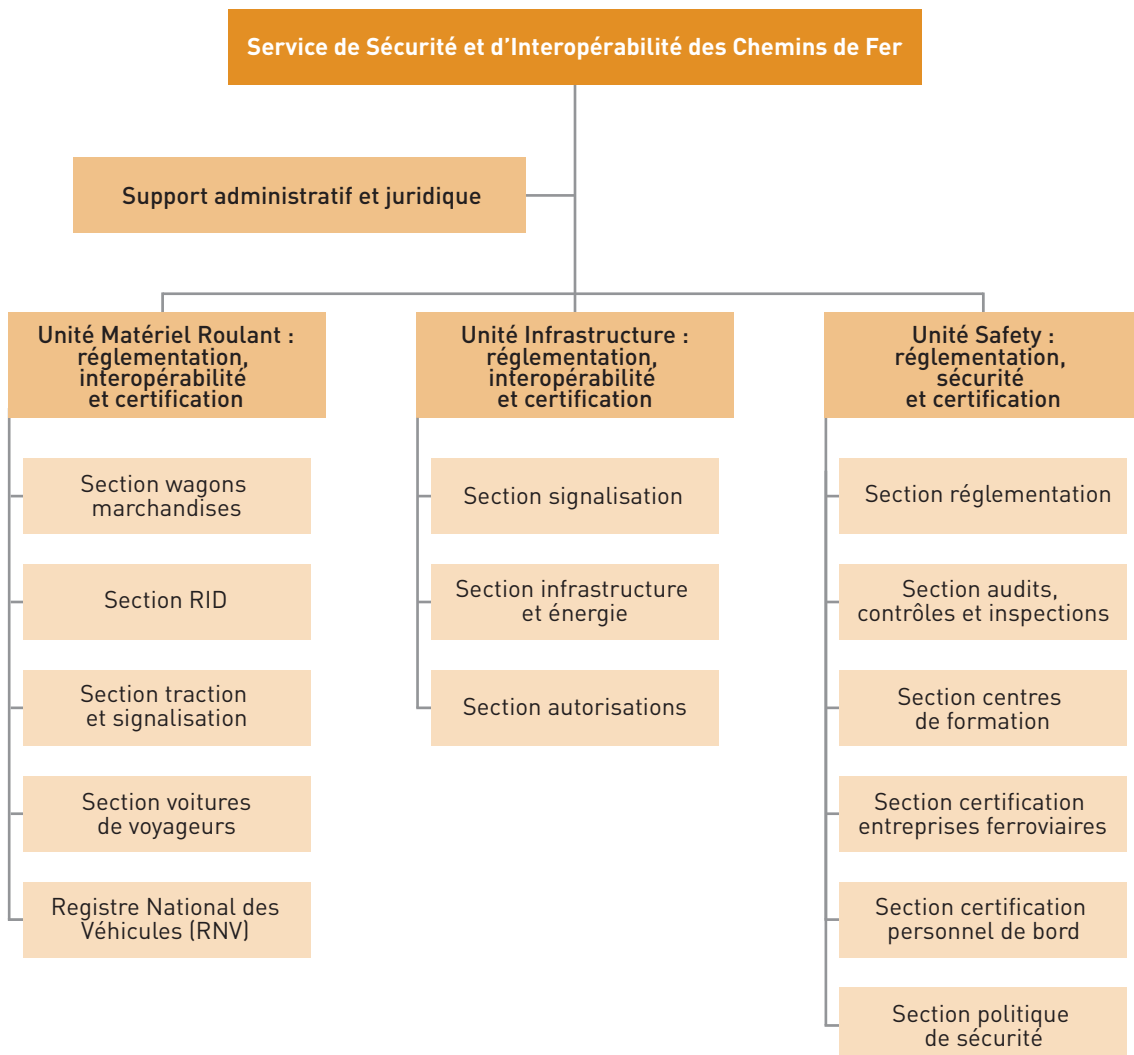 Service de Sécurité et d'Interopérabilité des Chemins de Fer
Support administratif et juridique
Unité Matériel Roulant :
réglementation,
interopérabilité
et certification
Section wagons
marchandises
Section RID
Section traction
et signalisation
Section voitures
de voyageurs
Registre National des
Véhicules (RNV)
Unité Infrastructure :
réglementation,
interopérabilité
et certification
Section signalisation
Section infrastructure
et énergie
Section autorisations
Unité Safety :
réglementation,
sécurité
et certification
Section réglementation
Section audits,
contrôles et inspections
Section centres
de formation
Section certification
entreprises ferroviaires
Section certification
personnel de bord
Section politique
de sécurité